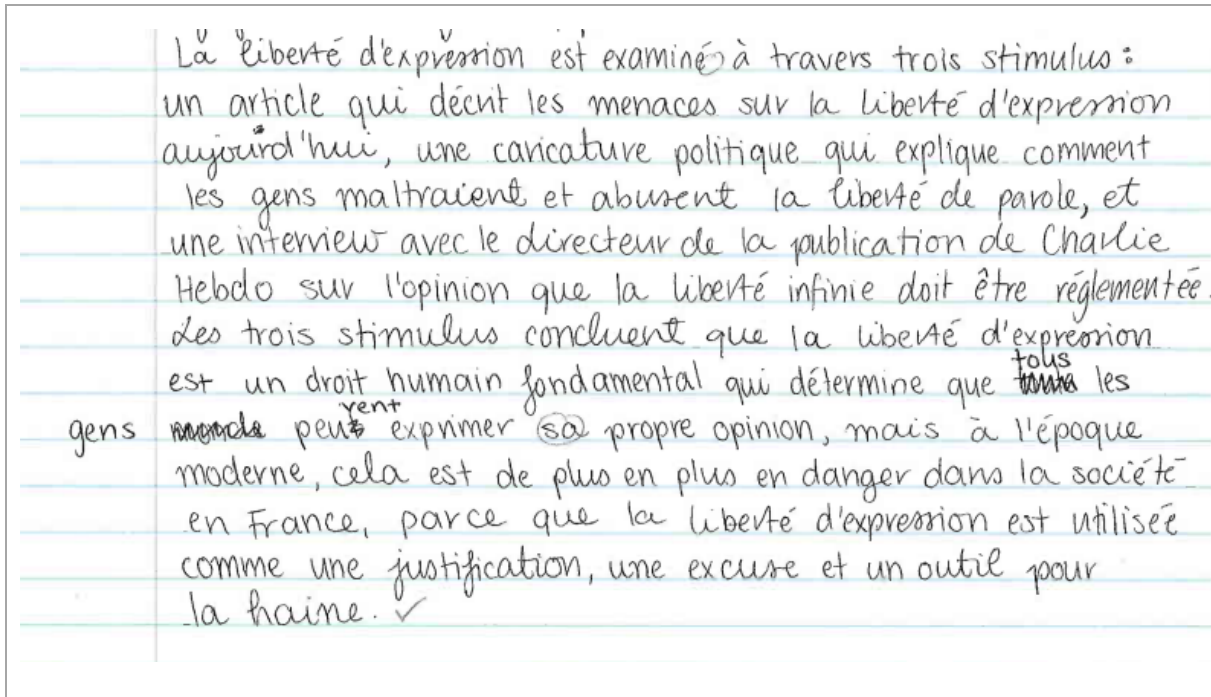 La liberté d'expression est examiné à travers trois stimulus :
un article qui décrit les menaces sur la liberté d'expression
aujourd'hui, une caricature politique qui explique comment
les gens maltraient et abusent la liberté de parole, et
une interview avec le directeur de la publication de Charlie
Hebdo sur l'opinion que la liberté infinie doit être réglementée.
Les trois stimulus concluent que la liberté d'expression
est un droit humain fondamental qui détermine que tous les
gens peuvent exprimer sa propre opinion, mais à l'époque
moderne, cela est de plus en plus en danger dans la société
en France, parce que la liberté d'expression est utilisée
comme une justification, une excuse et un outil pour
la haine. ✓